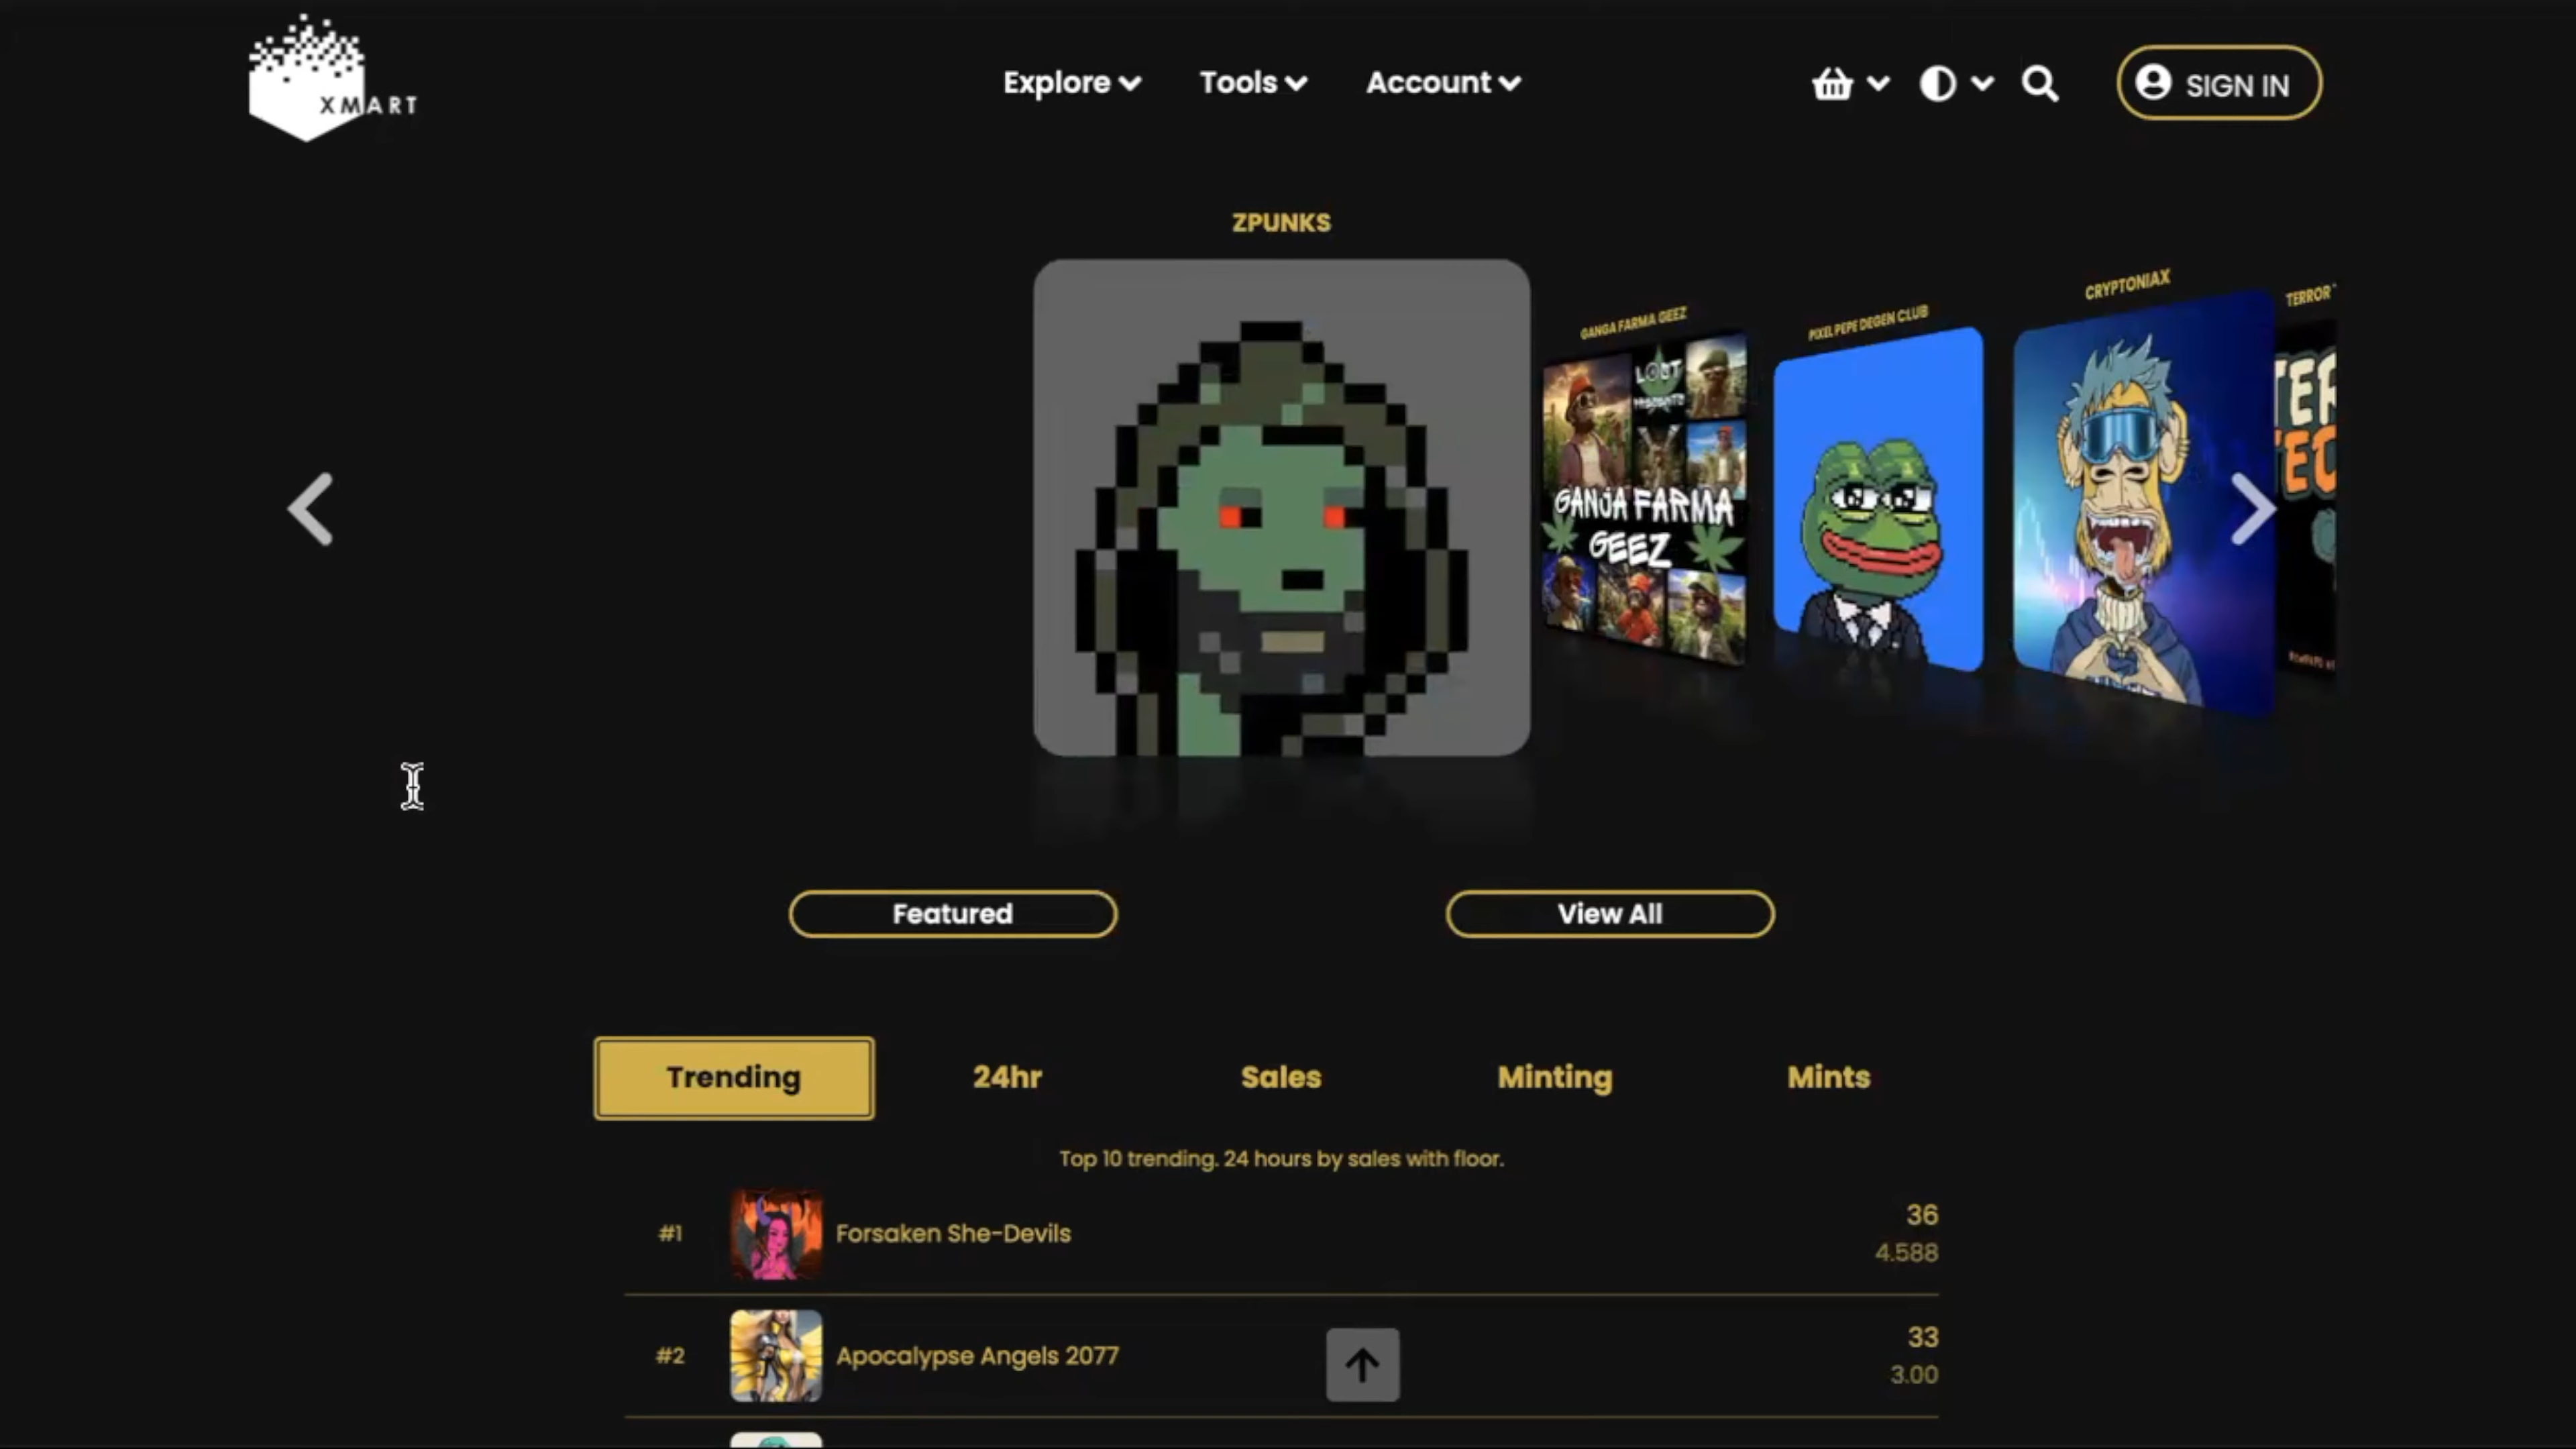 XMART
Explore
Tools
Account
SIGN IN
ZPUNKS
GANGA FARMA GEEZ
PIXEL PEPE DEGEN CLUB
CRYPTONIAX
TERROR
LOOT
GANJA FARMA
GEEZ
Featured
View All
Trending
24hr
Sales
Minting
Mints
Top 10 trending. 24 hours by sales with floor.
#1
Forsaken She-Devils
36
4.588
#2
Apocalypse Angels 2077
33
3.00